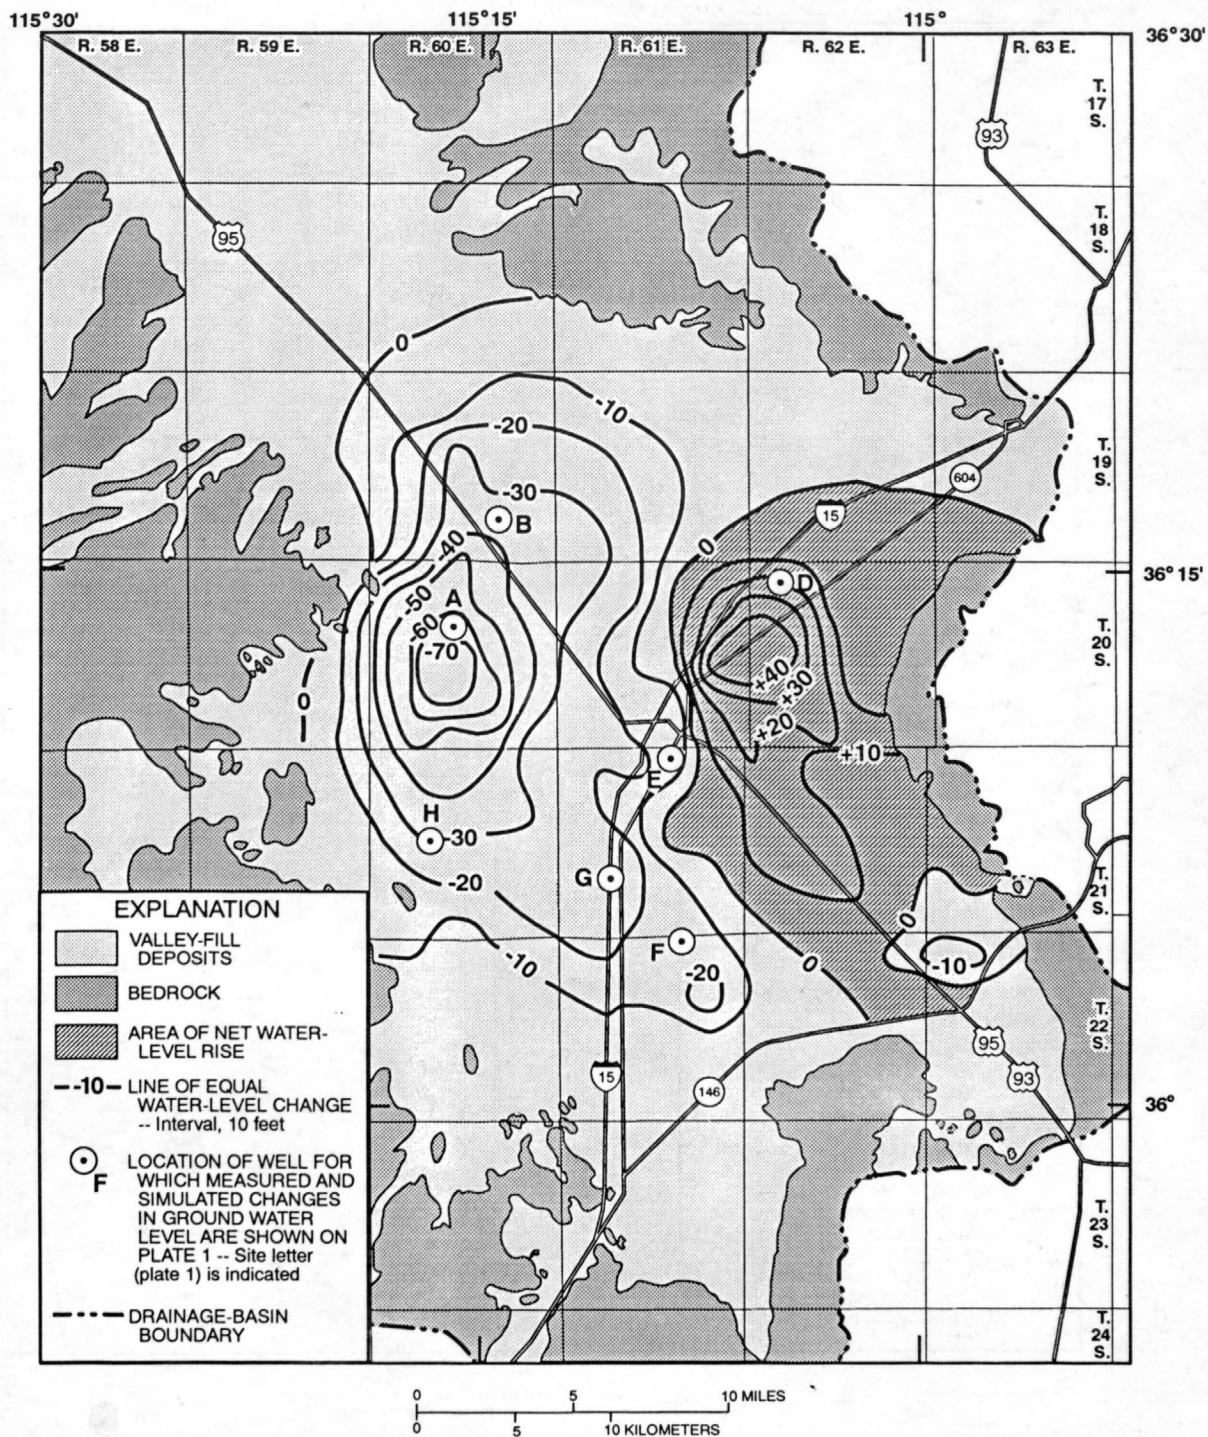 115°30' 115°15' 115°
36°30'
R. 58 E. R. 59 E. R. 60 E. R. 61 E. R. 62 E. R. 63 E.
T.
17
S.
93
T.
18
S.
95
0
-10
-20
T.
19
S.
604
-30
15
B
0
-40
36°15'
D
-50
A
-60
T.
20
S.
-70
+40
+30
0
+20
+10
E
H
-30
G
-20
T.
21
S.
EXPLANATION
VALLEY-FILL
DEPOSITS
BEDROCK
AREA OF NET WATER-
LEVEL RISE
-10 LINE OF EQUAL
WATER-LEVEL CHANGE
-- Interval, 10 feet
F
LOCATION OF WELL FOR
WHICH MEASURED AND
SIMULATED CHANGES
IN GROUND WATER
LEVEL ARE SHOWN ON
PLATE 1 -- Site letter
(plate 1) is indicated
DRAINAGE-BASIN
BOUNDARY
0
F
-10
0
-10
-20
T.
22
S.
95
93
15
146
36°
T.
23
S.
T.
24
S.
0 5 10 MILES
0 5 10 KILOMETERS